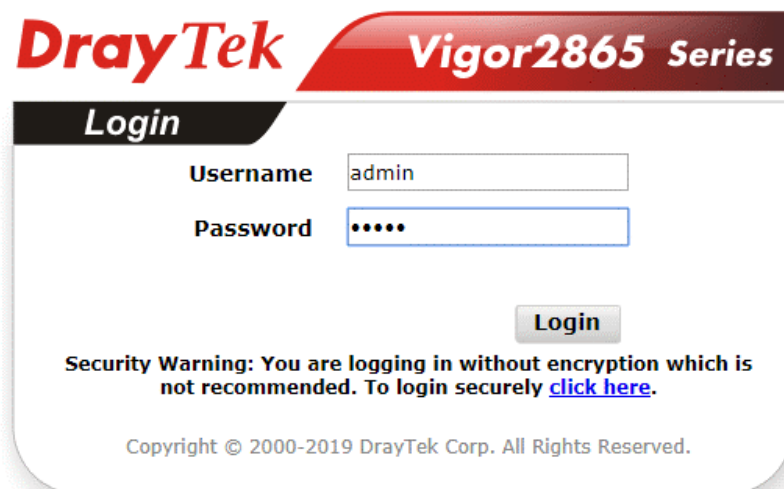 DrayTek Vigor2865 Series
Login
Username admin
Password •••••
Login
Security Warning: You are logging in without encryption which is
not recommended. To login securely click here.
Copyright © 2000-2019 DrayTek Corp. All Rights Reserved.